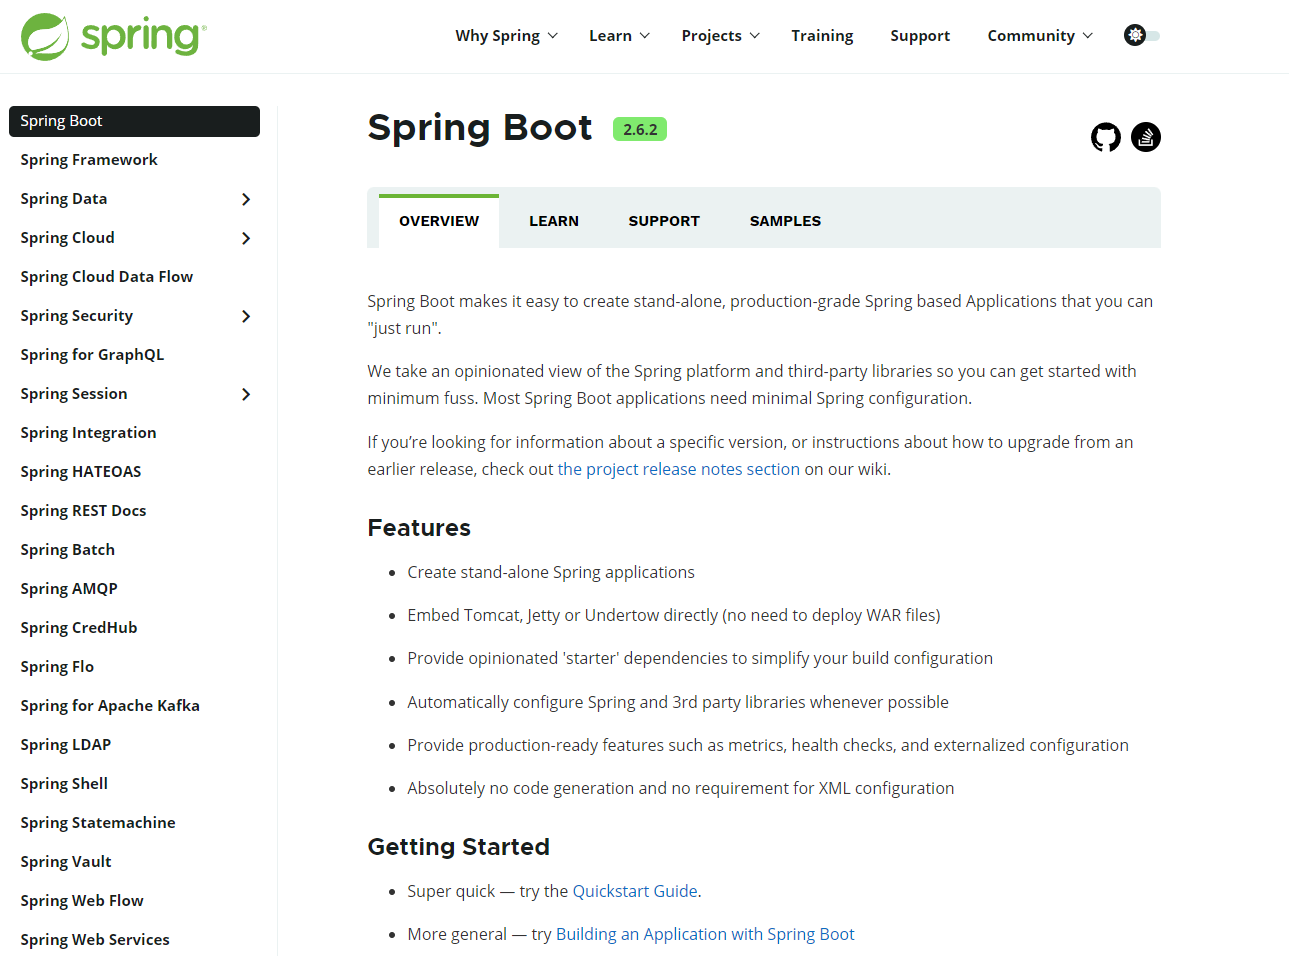 spring
Why Spring
Learn
Projects
Training
Support
Community
Spring Boot
Spring Framework
Spring Data
Spring Cloud
Spring Cloud Data Flow
Spring Security
Spring for GraphQL
Spring Session
Spring Integration
Spring HATEOAS
Spring REST Docs
Spring Batch
Spring AMQP
Spring CredHub
Spring Flo
Spring for Apache Kafka
Spring LDAP
Spring Shell
Spring Statemachine
Spring Vault
Spring Web Flow
Spring Web Services
Spring Boot 2.6.2
OVERVIEW
LEARN
SUPPORT
SAMPLES
Spring Boot makes it easy to create stand-alone, production-grade Spring based Applications that you can
"just run".
We take an opinionated view of the Spring platform and third-party libraries so you can get started with
minimum fuss. Most Spring Boot applications need minimal Spring configuration.
If you’re looking for information about a specific version, or instructions about how to upgrade from an
earlier release, check out the project release notes section on our wiki.
Features
• Create stand-alone Spring applications
• Embed Tomcat, Jetty or Undertow directly (no need to deploy WAR files)
• Provide opinionated 'starter' dependencies to simplify your build configuration
• Automatically configure Spring and 3rd party libraries whenever possible
• Provide production-ready features such as metrics, health checks, and externalized configuration
• Absolutely no code generation and no requirement for XML configuration
Getting Started
• Super quick — try the Quickstart Guide.
• More general — try Building an Application with Spring Boot